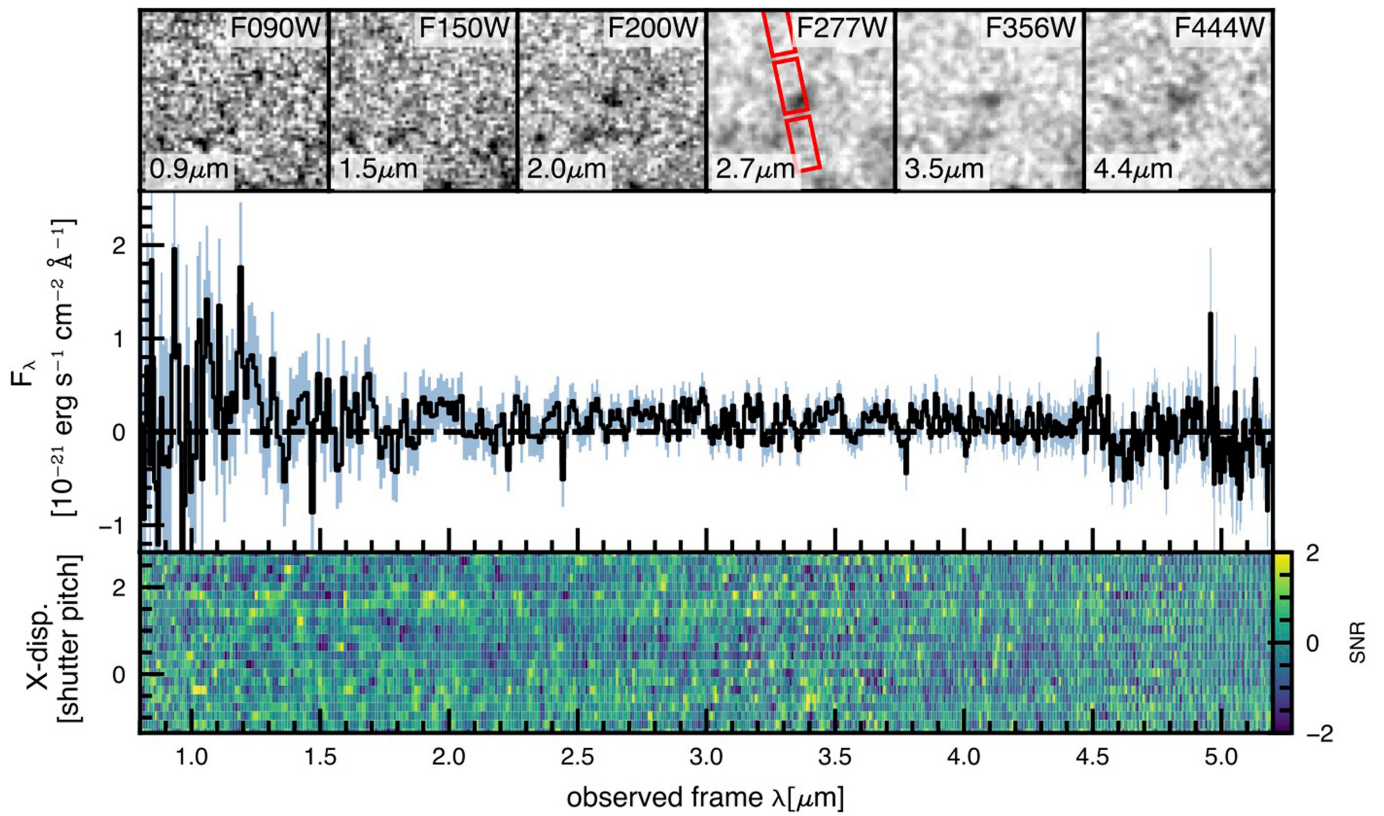 F090W F150W F200W F277W F356W F444W
0.9μm 1.5μm 2.0μm 2.7μm 3.5μm 4.4μm
F_λ
[10⁻²¹ erg s⁻¹ cm⁻² Å⁻¹]
2
1
0
−1
X-disp.
[shutter pitch]
2
0
2
0
−2
SNR
1.0 1.5 2.0 2.5 3.0 3.5 4.0 4.5 5.0
observed frame λ[μm]